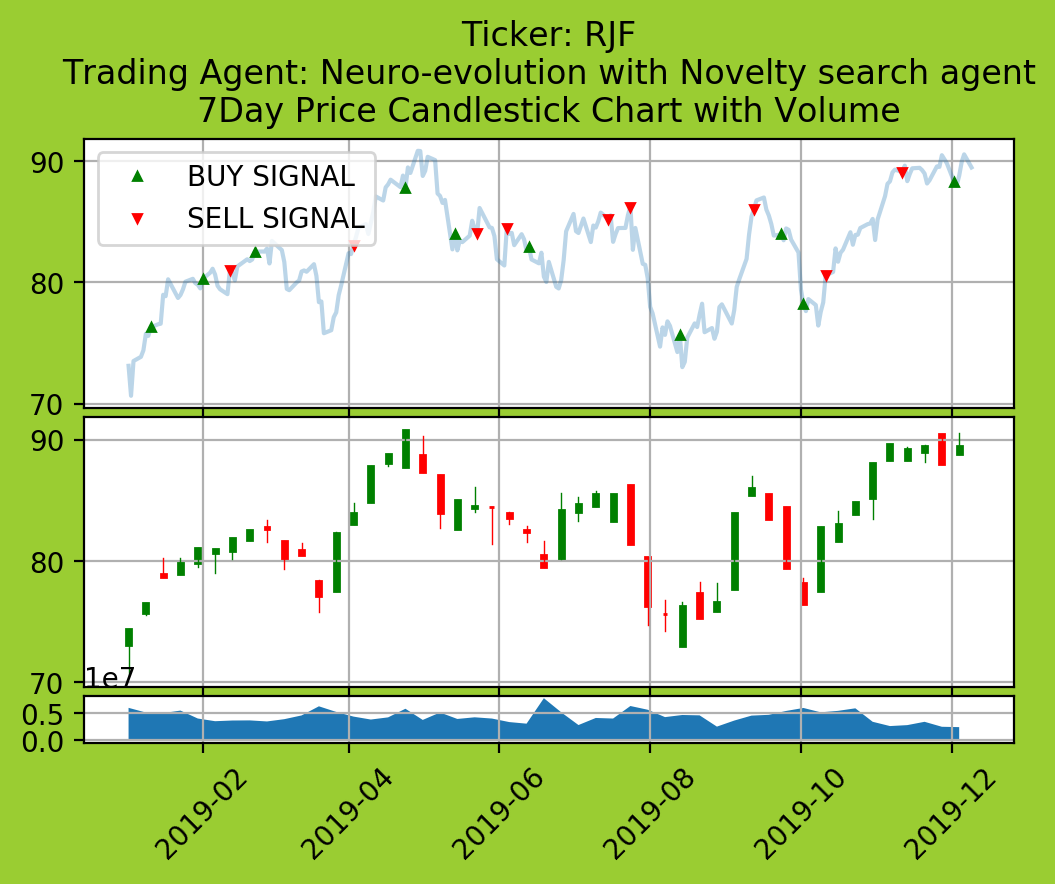 Ticker: RJF
Trading Agent: Neuro-evolution with Novelty search agent
7Day Price Candlestick Chart with Volume
90
80
70
BUY SIGNAL
SELL SIGNAL
90
80
70
1e7
0.5
0.0
2019-02
2019-04
2019-06
2019-08
2019-10
2019-12